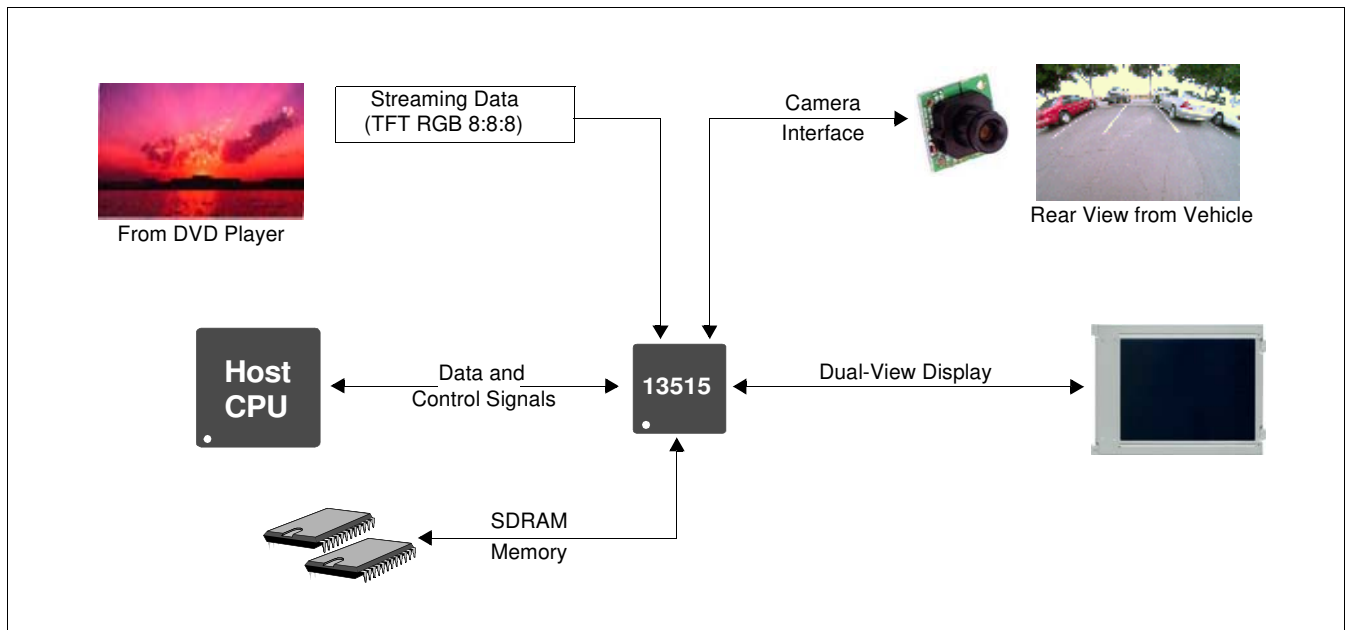 Streaming Data
(TFT RGB 8:8:8)
From DVD Player
Camera
Interface
Rear View from Vehicle
Host
CPU
Data and
Control Signals
13515
Dual-View Display
SDRAM
Memory